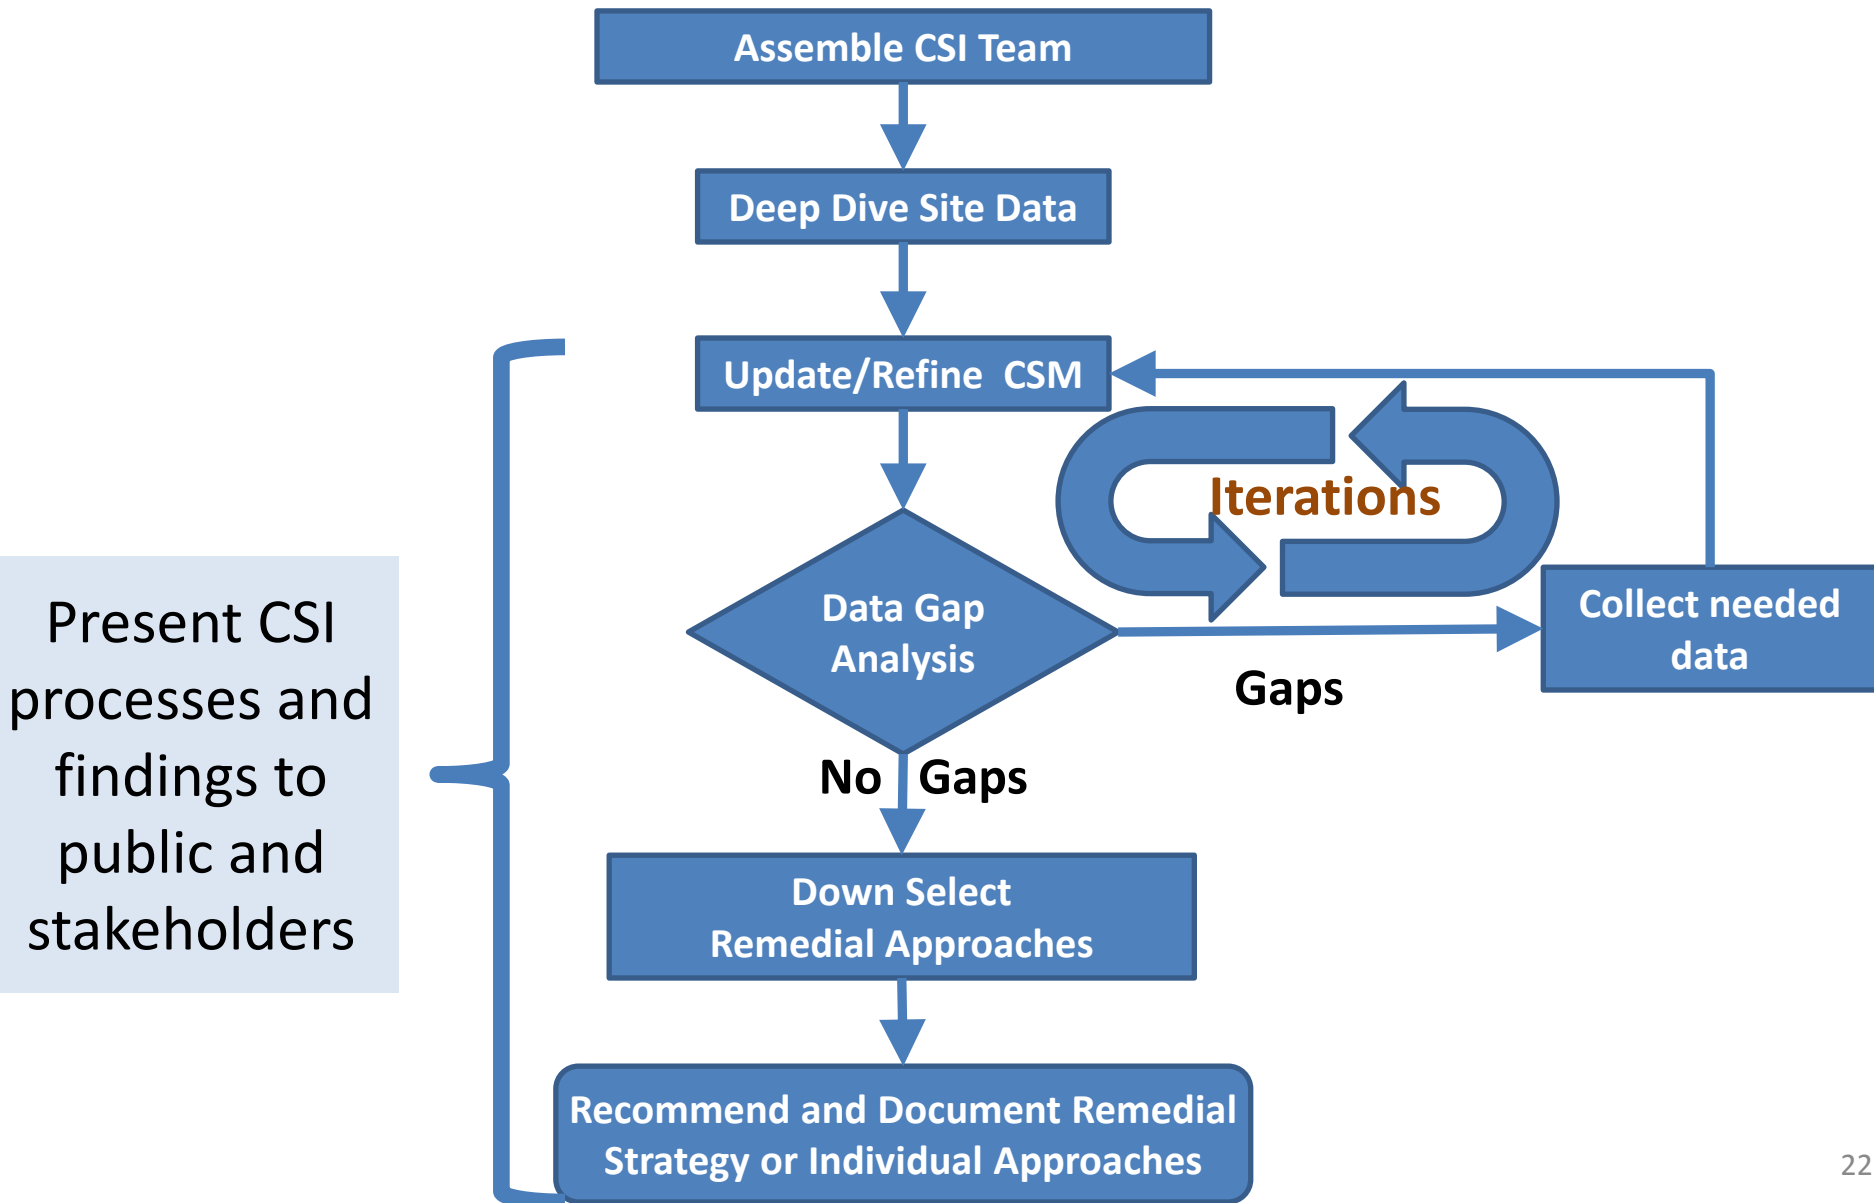 Assemble CSI Team
Deep Dive Site Data
Update/Refine  CSM
Iterations
Data Gap
Analysis
Collect needed
data
Gaps
No Gaps
Down Select
Remedial Approaches
Recommend and Document Remedial
Strategy or Individual Approaches
Present CSI
processes and
findings to
public and
stakeholders
22